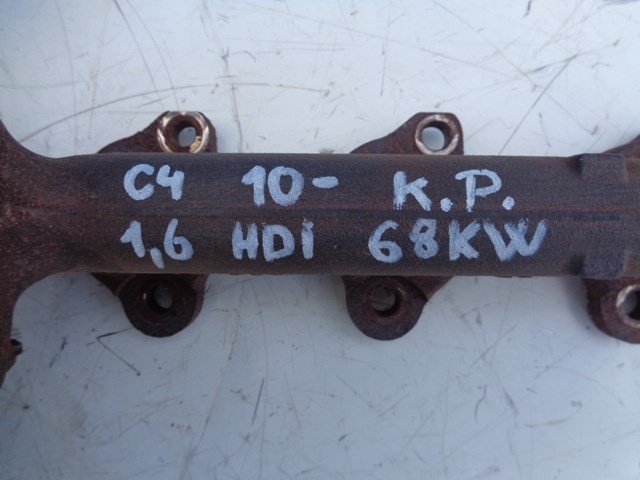 C4 10- K.P.
1,6 HDI 68KW